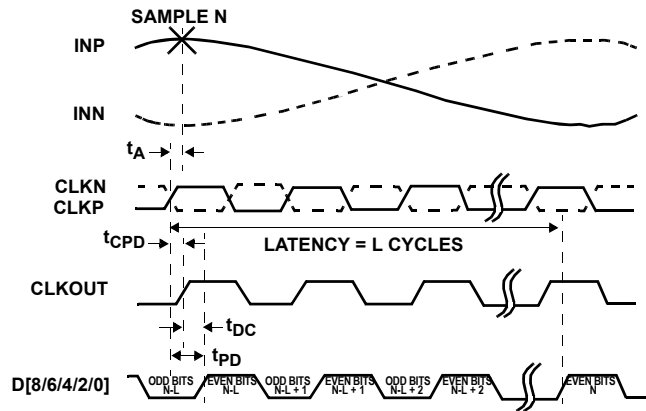 SAMPLE N
INP
INN
tA
CLKN
CLKP
tCPD
LATENCY = L CYCLES
CLKOUT
tDC
tPD
D[8/6/4/2/0]
ODD BITS
N-L
EVEN BITS
N-L
ODD BITS
N-L + 1
EVEN BITS
N-L + 1
ODD BITS
N-L + 2
EVEN BITS
N-L + 2
EVEN BITS
N